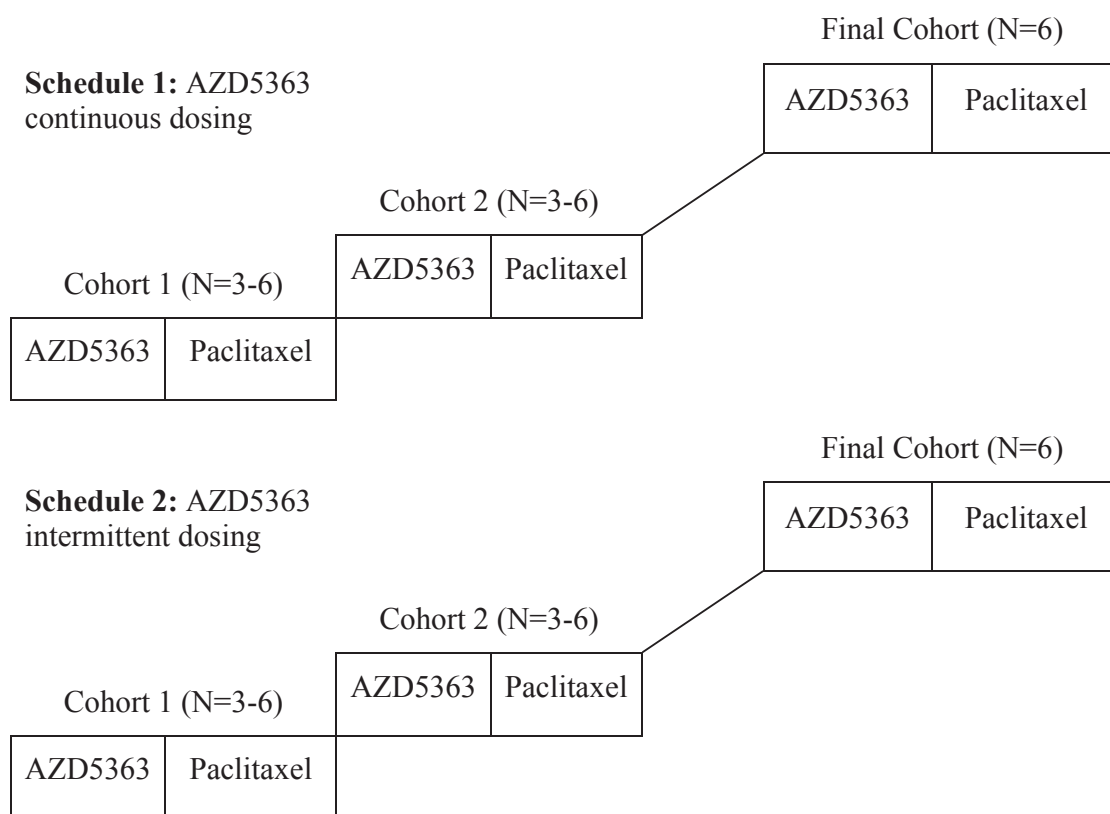 Final Cohort (N=6)
Schedule 1: AZD5363
continuous dosing
AZD5363 Paclitaxel
Cohort 2 (N=3-6)
AZD5363 Paclitaxel
Cohort 1 (N=3-6)
AZD5363 Paclitaxel
Final Cohort (N=6)
Schedule 2: AZD5363
intermittent dosing
AZD5363 Paclitaxel
Cohort 2 (N=3-6)
AZD5363 Paclitaxel
Cohort 1 (N=3-6)
AZD5363 Paclitaxel